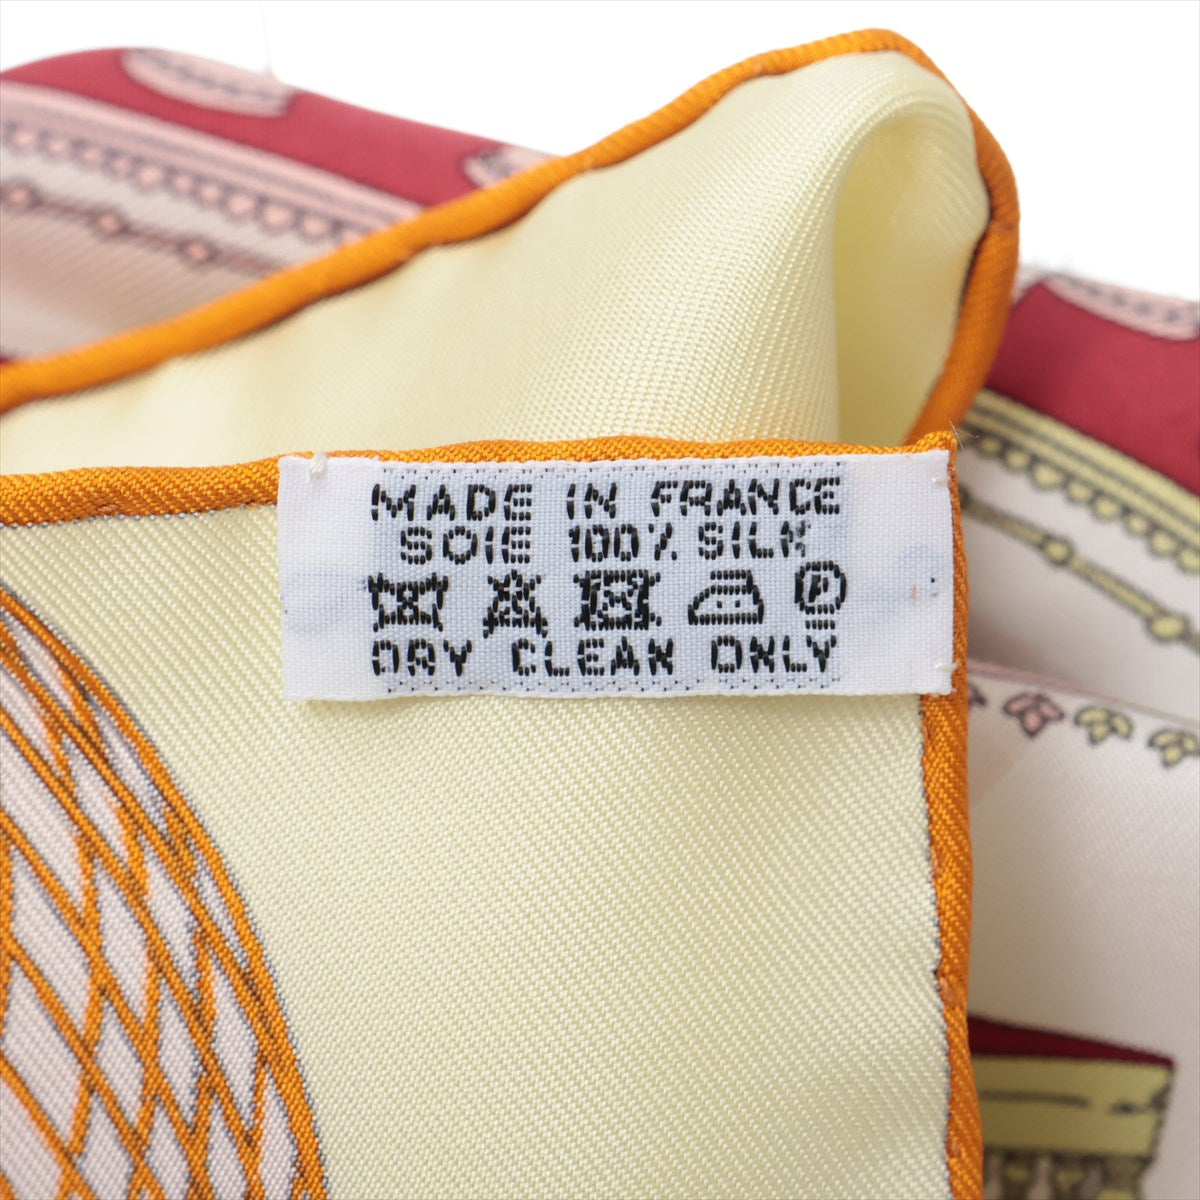 MADE IN FRANCE
SOIE 100% SILK
P
DRY CLEAN ONLY